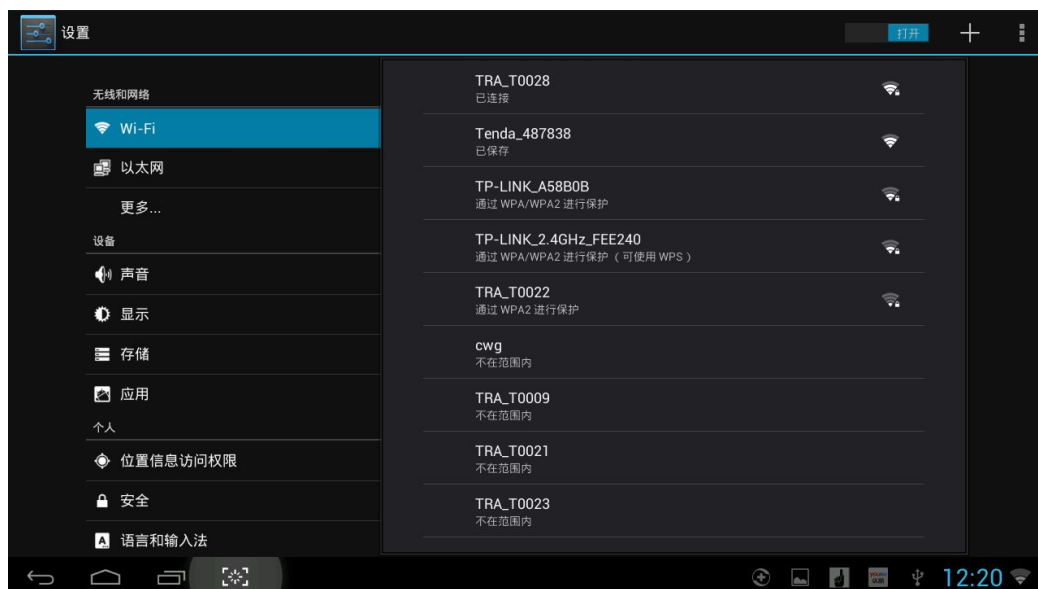 设置
打开
无线和网络
Wi-Fi
以太网
更多...
设备
声音
显示
存储
应用
个人
位置信息访问权限
安全
语言和输入法
TRA_T0028
已连接
Tenda_487838
已保存
TP-LINK_A58B0B
通过 WPA/WPA2 进行保护
TP-LINK_2.4GHz_FEE240
通过 WPA/WPA2 进行保护（可使用 WPS）
TRA_T0022
通过 WPA2 进行保护
cwg
不在范围内
TRA_T0009
不在范围内
TRA_T0021
不在范围内
TRA_T0023
不在范围内
12:20